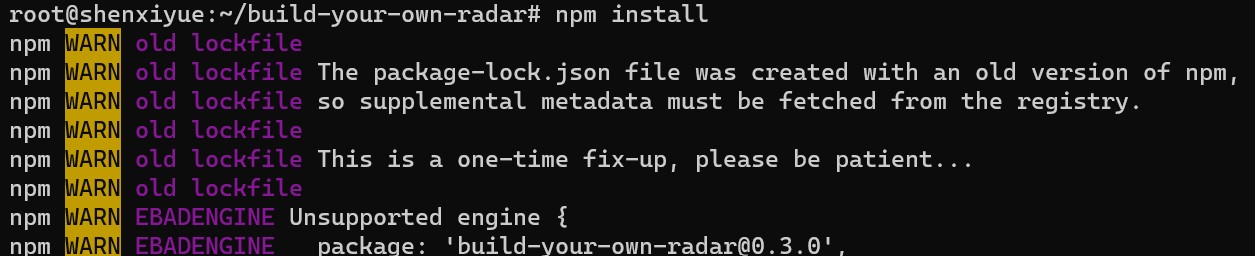 root@shenxiyue:~/build-your-own-radar# npm install
npm WARN old lockfile
npm WARN old lockfile The package-lock.json file was created with an old version of npm,
npm WARN old lockfile so supplemental metadata must be fetched from the registry.
npm WARN old lockfile
npm WARN old lockfile This is a one-time fix-up, please be patient...
npm WARN old lockfile
npm WARN EBADENGINE Unsupported engine {
npm WARN EBADENGINE   package: 'build-your-own-radar@0.3.0',